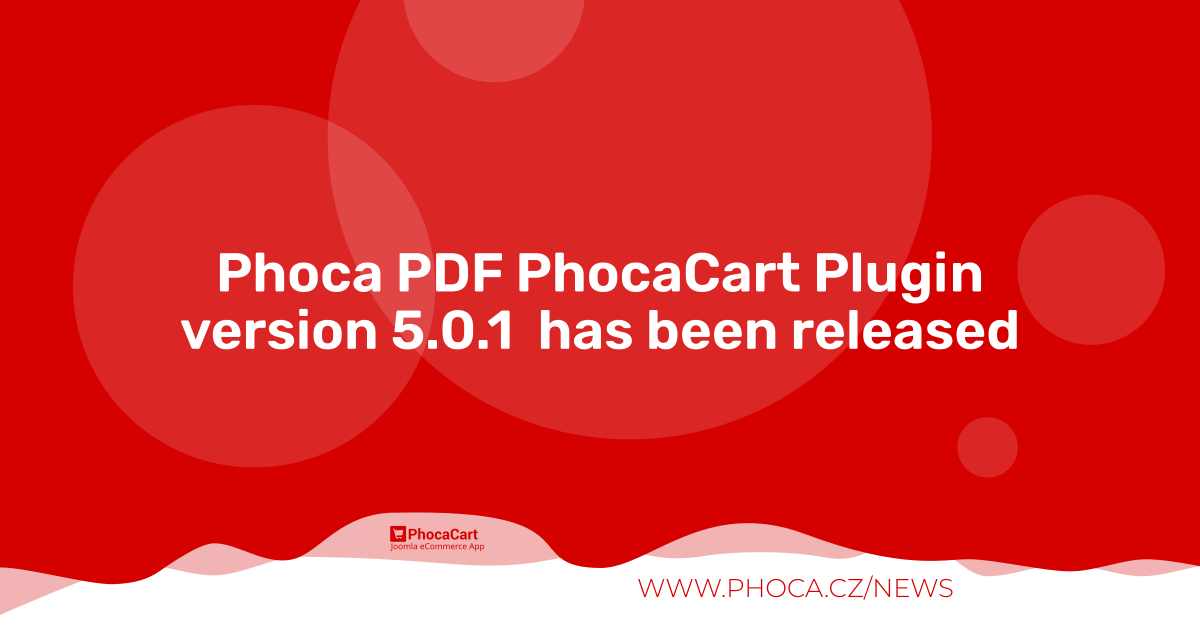 Phoca PDF PhocaCart Plugin
version 5.0.1  has been released
PhocaCart
Joomla eCommerce App
WWW.PHOCA.CZ/NEWS